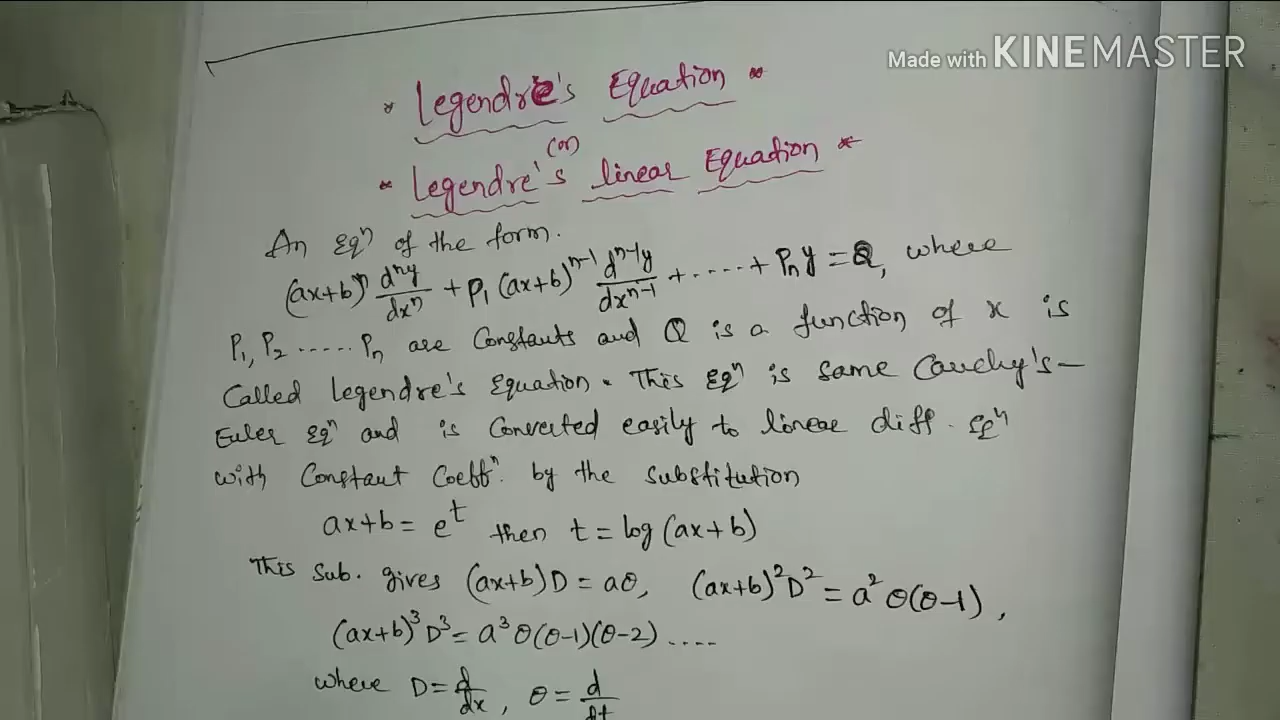 Made with KINEMASTER
* Legendre's Equation *
(or)
* Legendre's linear Equation *
An Eqⁿ of the form.
(ax+b)ⁿ dⁿy/dxⁿ + P₁ (ax+b)ⁿ⁻¹ dⁿ⁻¹y/dxⁿ⁻¹ + ..... + Pₙy = Q, where
P₁, P₂ ..... Pₙ are Constants and Q is a function of x is
Called Legendre's Equation. This Eqⁿ is same Cauchy's-
Euler Eqⁿ and is Converted easily to linear diff. Eqⁿ
with Constant Coeffⁿ. by the substitution
ax+b = eᵗ then t = log (ax+b)
This Sub. gives (ax+b)D = aθ, (ax+b)²D² = a² θ(θ-1),
(ax+b)³D³ = a³ θ(θ-1)(θ-2) ....
where D = d/dx, θ = d/dt